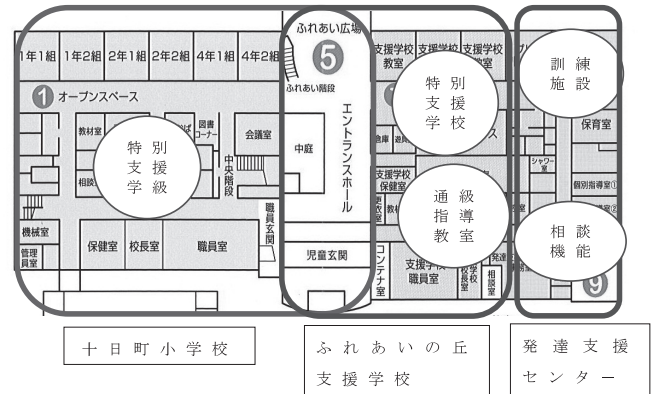 ふれあい広場
5
ふれあい階段
1年1組
1年2組
2年1組
2年2組
4年1組
4年2組
支援学校
教室
支援学校
支援学校
1
オープンスペース
教材室
図書
コーナー
会議室
中庭
エントランスホール
特別
支援
学級
特別
支援
学校
訓練
施設
保育室
倉庫
シャワー
室
個別指導室①
中央階段
支援学校
保健室
更衣室
通級
指導
教室
相談
機能
職員玄関
機械室
管理
員室
保健室
校長室
職員室
児童玄関
コンテナ室
支援学校
職員室
相談室
9
十日町小学校
ふれあいの丘
支援学校
発達支援
センター